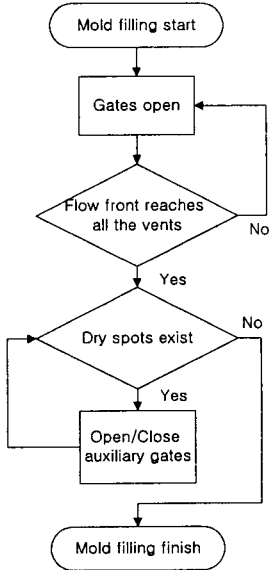 Mold filling start
Gates open
Flow front reaches
all the vents
No
Yes
Dry spots exist
No
Yes
Open/Close
auxiliary gates
Mold filling finish